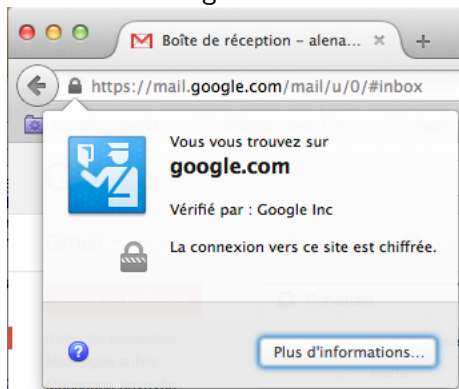 Boîte de réception – alena...
https://mail.google.com/mail/u/0/#inbox
Vous vous trouvez sur
google.com
Vérifié par : Google Inc
La connexion vers ce site est chiffrée.
Plus d'informations...